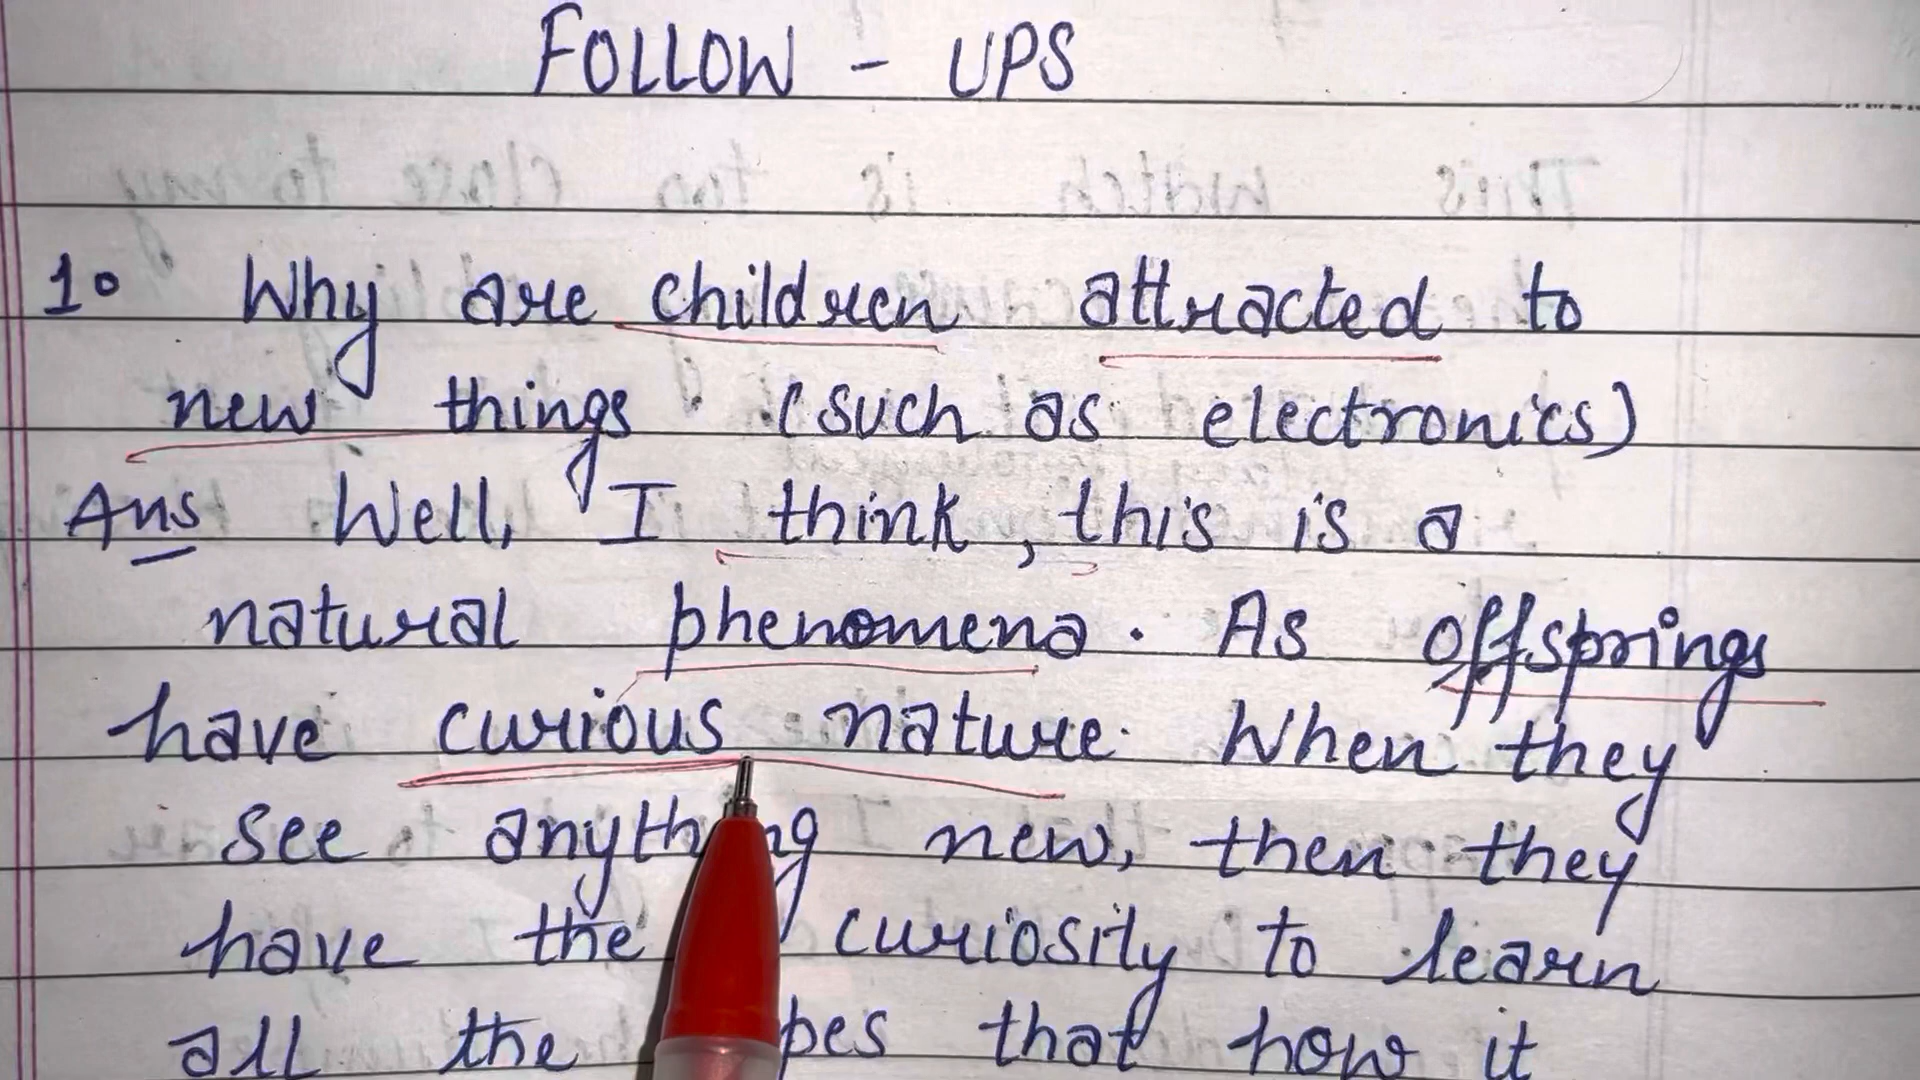 FOLLOW - UPS
1. Why are children attracted to
new things (such as electronics)
Ans Well, I think, this is a
natural phenomena. As offsprings
have curious nature. When they
see anything new, then they
have the curiosity to learn
all the that how it